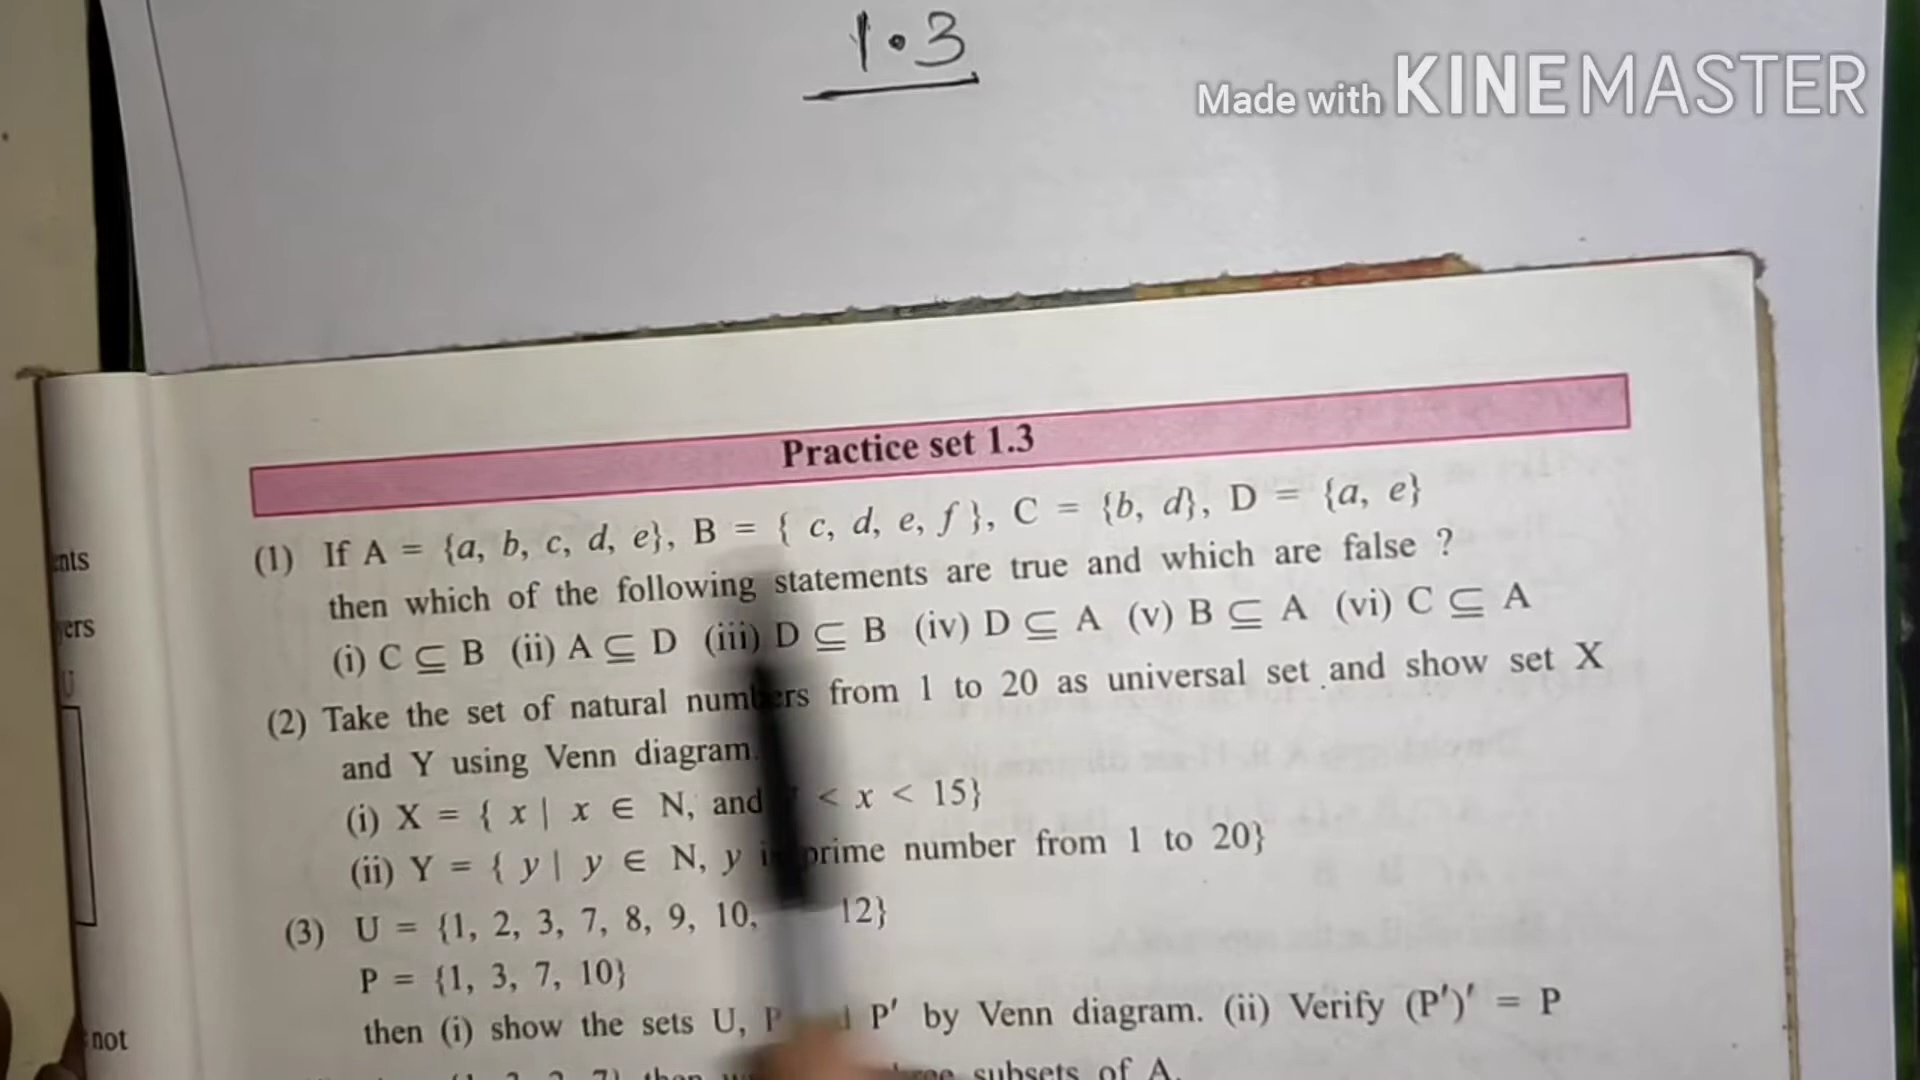 1.3
Made with KINEMASTER
Practice set 1.3
(1) If A = {a, b, c, d, e}, B = { c, d, e, f }, C = {b, d}, D = {a, e}
then which of the following statements are true and which are false ?
(i) C ⊆ B (ii) A ⊆ D (iii) D ⊆ B (iv) D ⊆ A (v) B ⊆ A (vi) C ⊆ A
(2) Take the set of natural numbers from 1 to 20 as universal set and show set X
and Y using Venn diagram.
(i) X = { x | x ∈ N, and < x < 15}
(ii) Y = { y | y ∈ N, y prime number from 1 to 20}
(3) U = {1, 2, 3, 7, 8, 9, 10, 12}
P = {1, 3, 7, 10}
then (i) show the sets U, P P′ by Venn diagram. (ii) Verify (P′)′ = P
subsets of A.
nts
ers
U
not